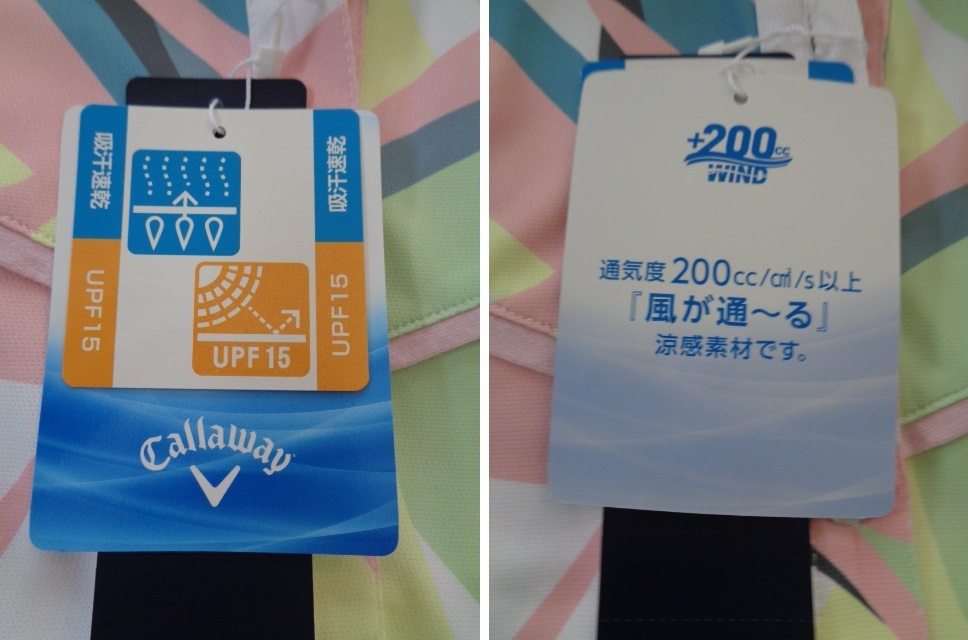 吸汗速乾
吸汗速乾
UPF15
UPF15
UPF 15
Callaway
+200cc
WIND
通気度200cc/㎠/s以上
『風が通〜る』
涼感素材です。